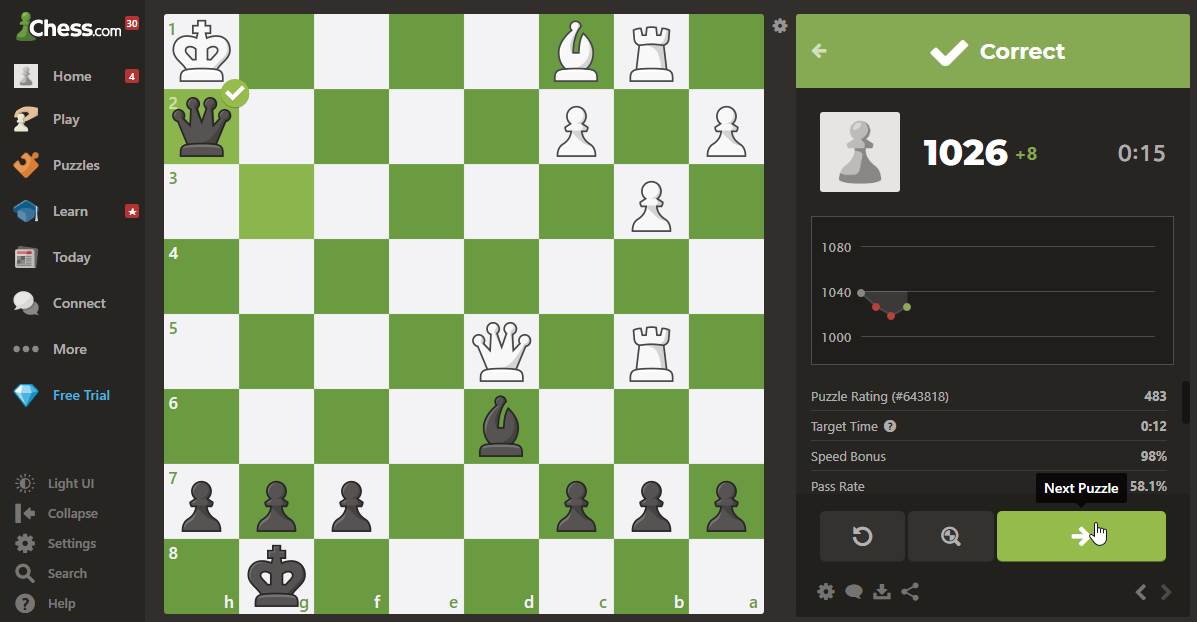 Chess.com 30
Home 4
Play
Puzzles
Learn
Today
Connect
More
Free Trial
Light UI
Collapse
Settings
Search
? Help
1
2
3
4
5
6
7
8
h g f e d c b a
Correct
1026 +8 0:15
1080
1040
1000
Puzzle Rating (#643818) 483
Target Time ? 0:12
Speed Bonus 98%
Pass Rate 58.1%
Next Puzzle